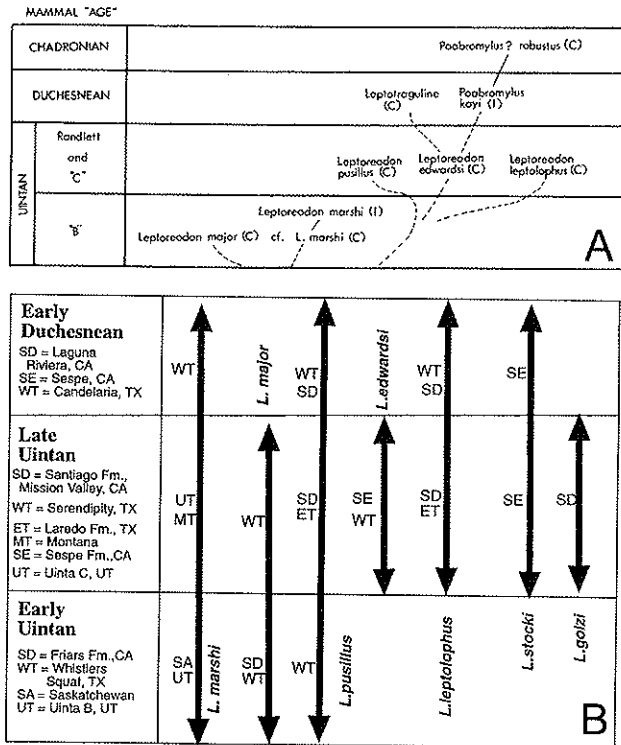 MAMMAL "AGE"
CHADRONIAN
Poabromylus? robustus (C)
DUCHESNEAN
Leptotraguline
(C)
Poabromylus
kayi (I)
UINTAN
Randlett
and
"C"
Leptoreodon
pusillus (C)
Leptoreodon
edwardsi (C)
Leptoreodon
leptolophus (C)
"B"
Leptoreodon marshi (I)
Leptoreodon major (C) cf. L. marshi (C)
A
Early
Duchesnean
SD = Laguna
Riviera, CA
SE = Sespe, CA
WT = Candelaria, TX
WT
L. major
WT
SD
L.edwardsi
WT
SD
SE
Late
Uintan
SD = Santiago Fm.,
Mission Valley, CA
WT = Serendipity, TX
ET = Laredo Fm., TX
MT = Montana
SE = Sespe Fm.,CA
UT = Uinta C, UT
UT
MT
WT
SD
ET
SE
WT
SD
ET
SE
SD
Early
Uintan
SD = Friars Fm.,CA
WT = Whistlers
Squat, TX
SA = Saskatchewan
UT = Uinta B, UT
SA
UT
L. marshi
SD
WT
WT
L.pusillus
L.leptolophus
L.stocki
L.golzi
B